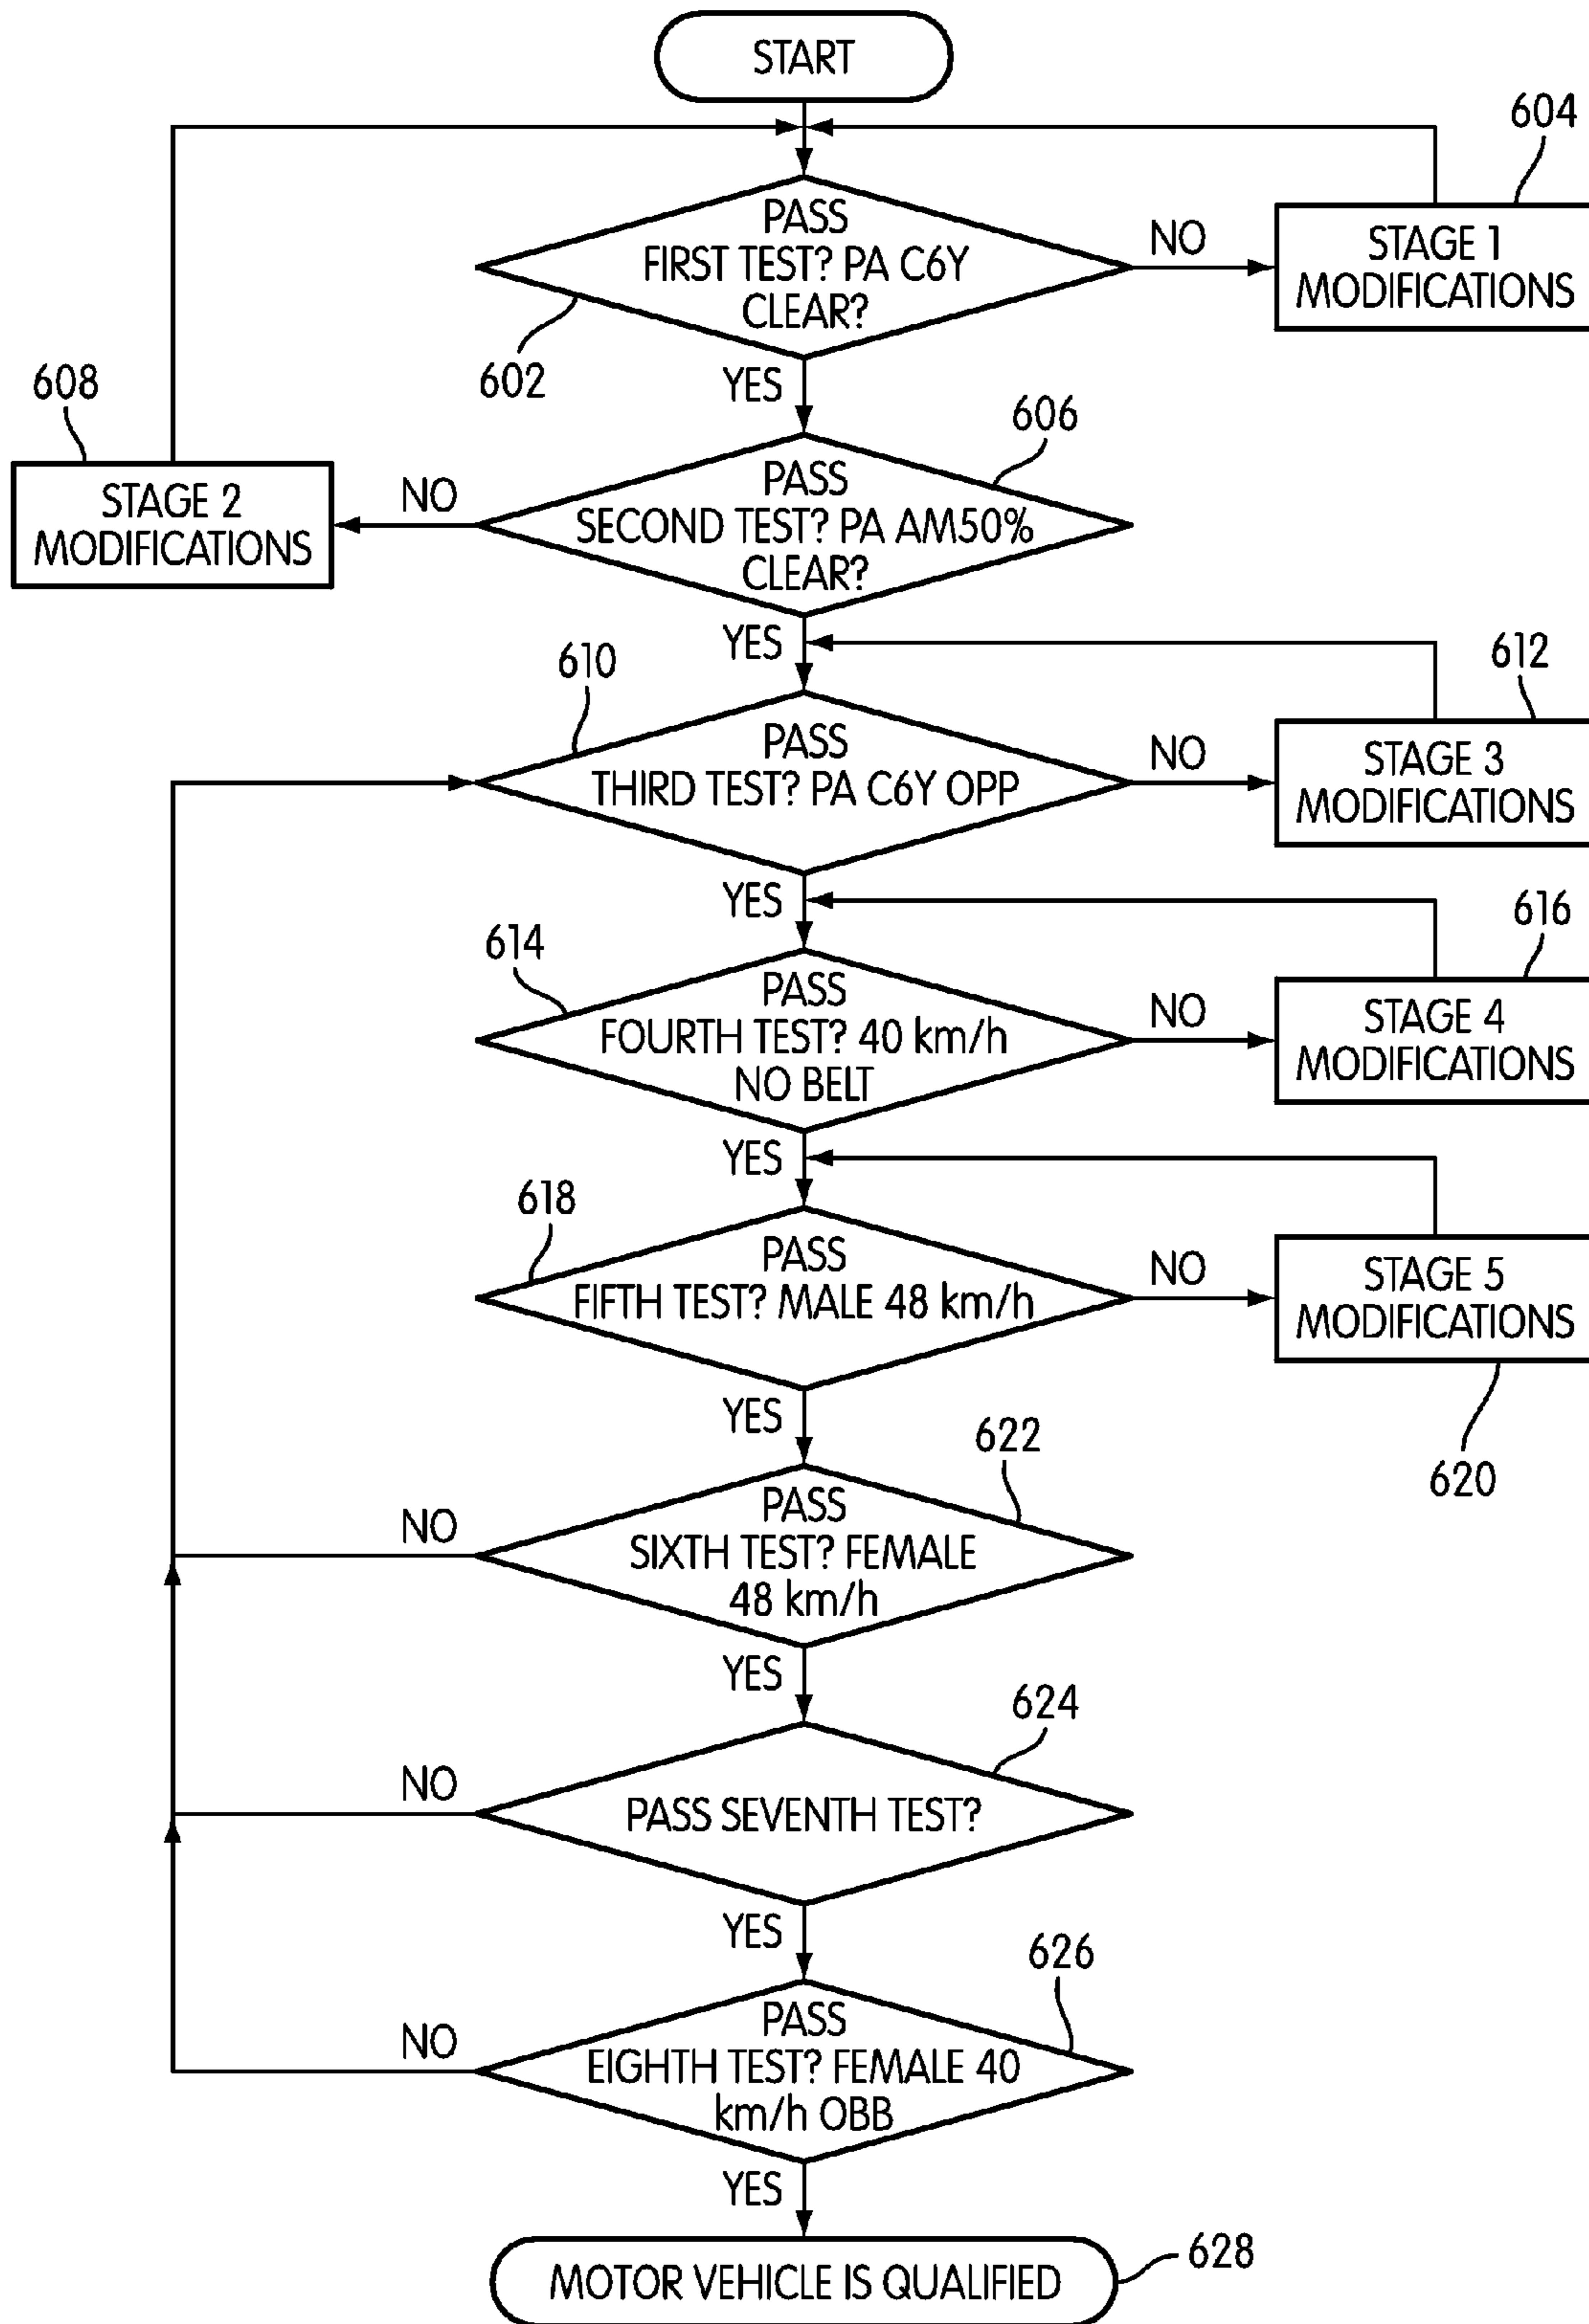 START
604
PASS
FIRST TEST? PA C6Y
CLEAR?
NO
STAGE 1
MODIFICATIONS
602
YES
608
606
STAGE 2
MODIFICATIONS
NO
PASS
SECOND TEST? PA AM50%
CLEAR?
YES
610
612
PASS
THIRD TEST? PA C6Y OPP
NO
STAGE 3
MODIFICATIONS
YES
614
616
PASS
FOURTH TEST? 40 km/h
NO BELT
NO
STAGE 4
MODIFICATIONS
YES
618
PASS
FIFTH TEST? MALE 48 km/h
NO
STAGE 5
MODIFICATIONS
620
YES
622
NO
PASS
SIXTH TEST? FEMALE
48 km/h
YES
624
NO
PASS SEVENTH TEST?
YES
626
NO
PASS
EIGHTH TEST? FEMALE 40
km/h OBB
YES
MOTOR VEHICLE IS QUALIFIED
628